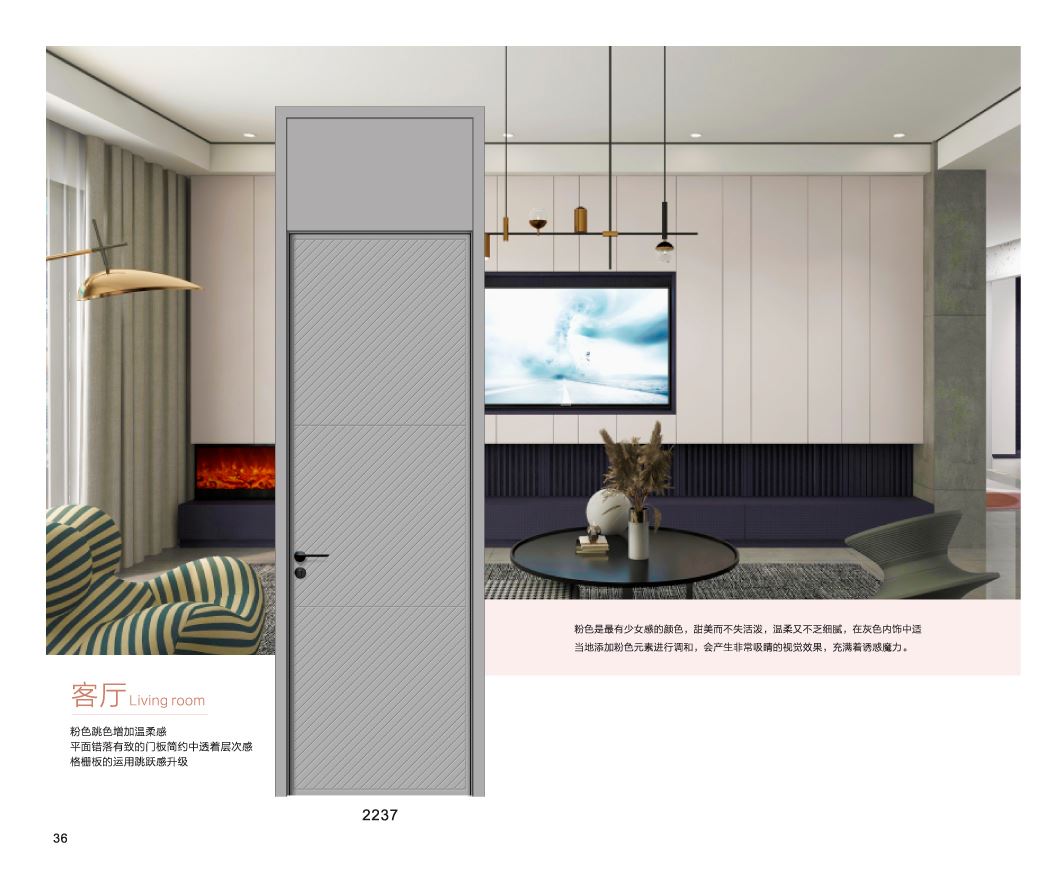 粉色是最有少女感的颜色，甜美而不失活泼，温柔又不乏细腻，在灰色内饰中适
当地添加粉色元素进行调和，会产生非常吸睛的视觉效果，充满着诱惑魔力。
客厅 Living room
粉色跳色增加温柔感
平面错落有致的门板简约中透着层次感
格栅板的运用跳跃感升级
2237
36